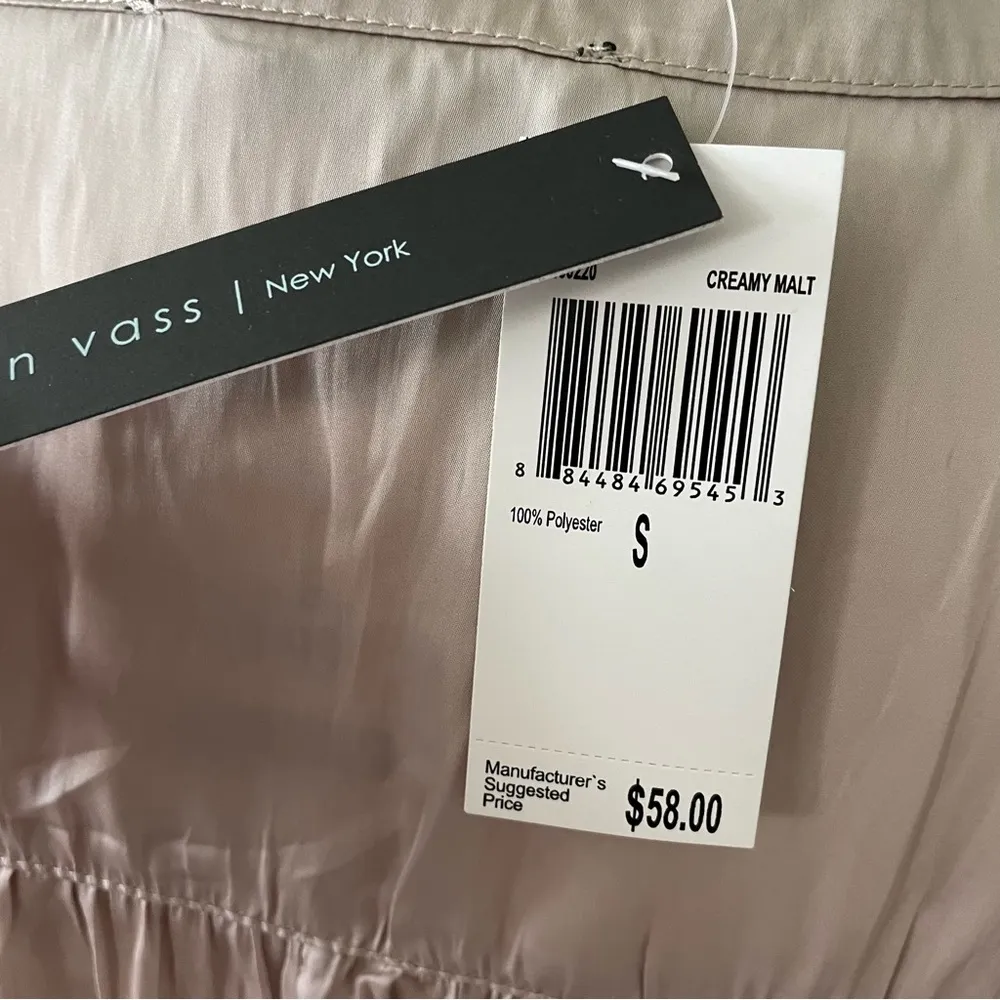 n vass | New York
CREAMY MALT
8 84484 69545 3
100% Polyester S
Manufacturer`s
Suggested
Price
$58.00